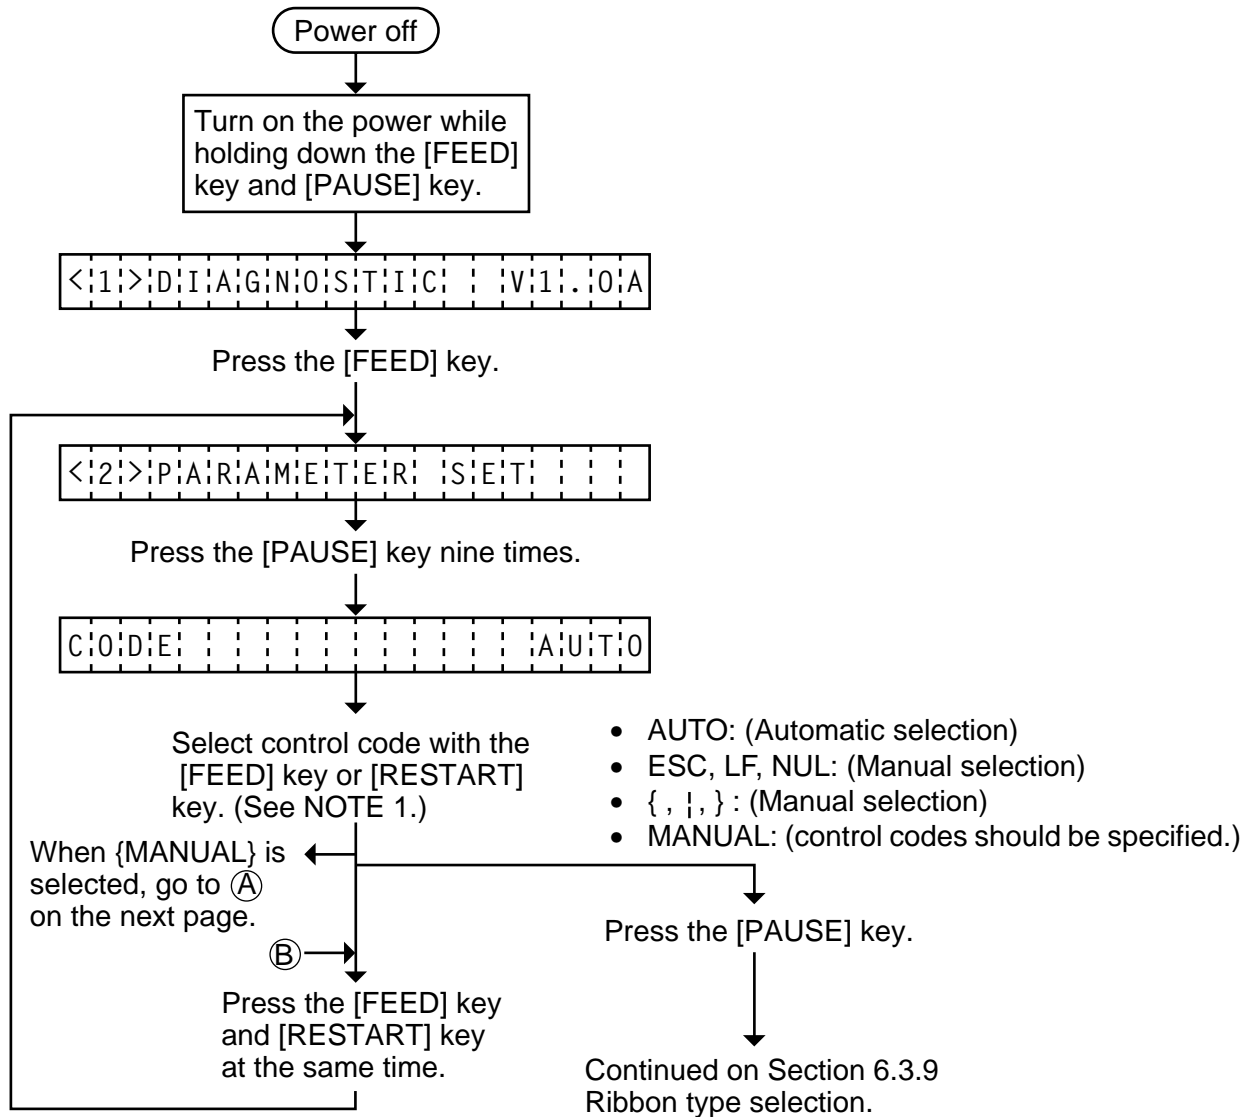 Power off
Turn on the power while
holding down the [FEED]
key and [PAUSE] key.
<1>DIAGNOSTIC  V1.0A
Press the [FEED] key.
<2>PARAMETER SET
Press the [PAUSE] key nine times.
CODE            AUTO
Select control code with the
[FEED] key or [RESTART]
key. (See NOTE 1.)
• AUTO: (Automatic selection)
• ESC, LF, NUL: (Manual selection)
• { , ¦, } : (Manual selection)
• MANUAL: (control codes should be specified.)
When {MANUAL} is
selected, go to Ⓐ
on the next page.
Press the [PAUSE] key.
Ⓑ
Press the [FEED] key
and [RESTART] key
at the same time.
Continued on Section 6.3.9
Ribbon type selection.